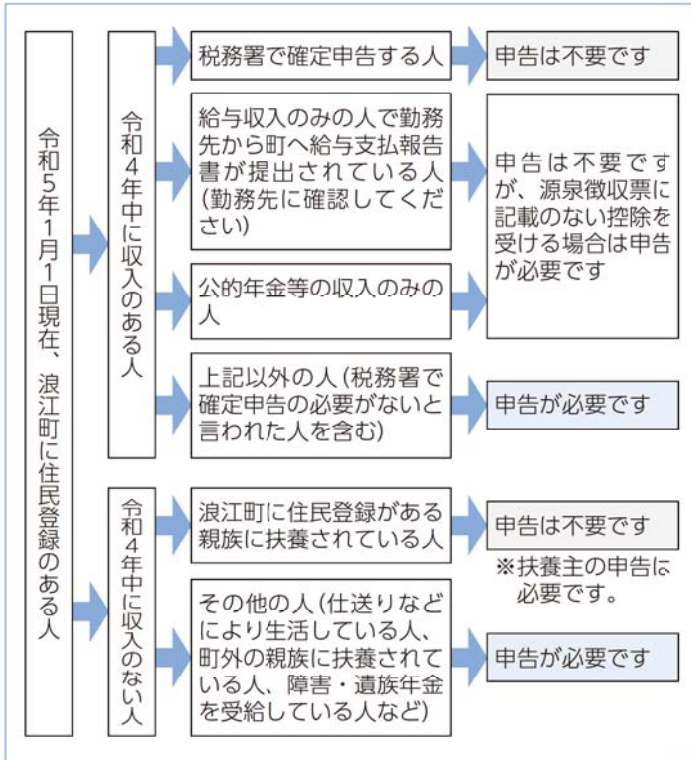 令和5年1月1日現在、浪江町に住民登録のある人
令和4年中に収入のある人
税務署で確定申告する人
申告は不要です
給与収入のみの人で勤務
先から町へ給与支払報告
書が提出されている人
(勤務先に確認してくだ
さい)
公的年金等の収入のみの
人
申告は不要です
が、源泉徴収票に
記載のない控除を
受ける場合は申告
が必要です
上記以外の人(税務署で
確定申告の必要がないと
言われた人を含む)
申告が必要です
令和4年中に収入のない人
浪江町に住民登録がある
親族に扶養されている人
申告は不要です
※扶養主の申告は
必要です。
その他の人(仕送りなど
により生活している人、
町外の親族に扶養されて
いる人、障害・遺族年金
を受給している人など)
申告が必要です